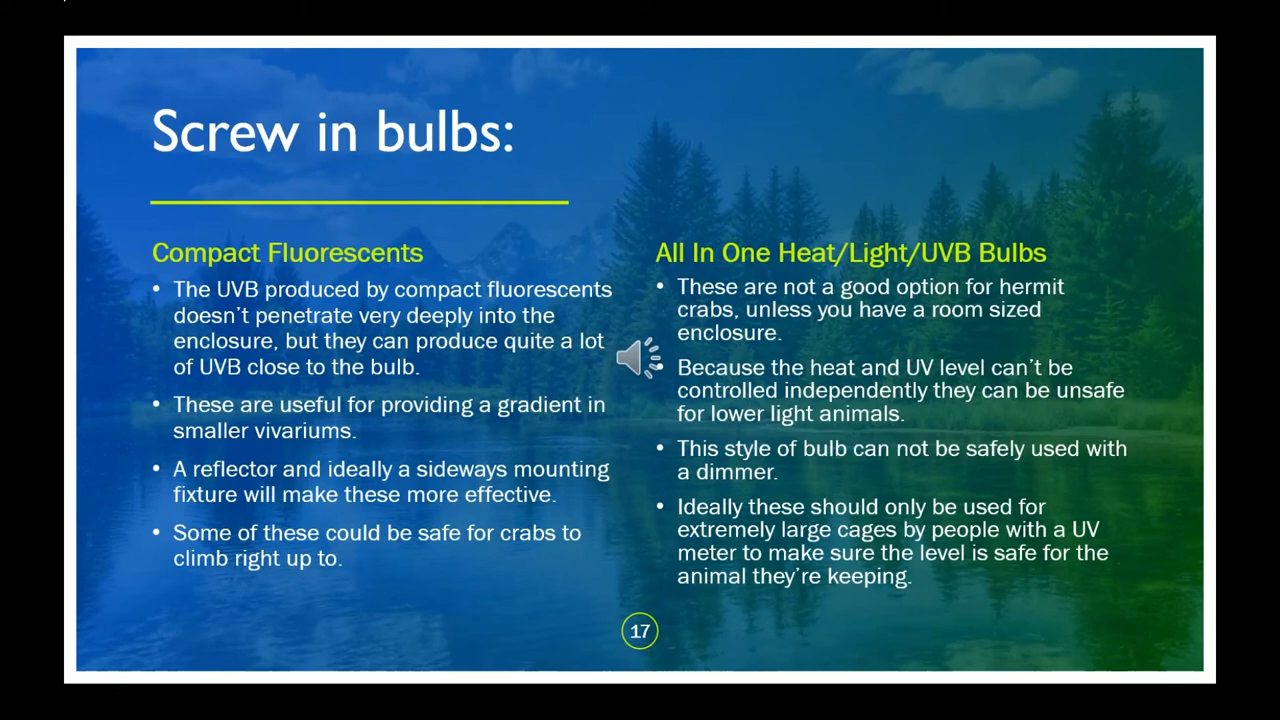 Screw in bulbs:
Compact Fluorescents
• The UVB produced by compact fluorescents
doesn't penetrate very deeply into the
enclosure, but they can produce quite a lot
of UVB close to the bulb.
• These are useful for providing a gradient in
smaller vivariums.
• A reflector and ideally a sideways mounting
fixture will make these more effective.
• Some of these could be safe for crabs to
climb right up to.
All In One Heat/Light/UVB Bulbs
• These are not a good option for hermit
crabs, unless you have a room sized
enclosure.
• Because the heat and UV level can't be
controlled independently they can be unsafe
for lower light animals.
• This style of bulb can not be safely used with
a dimmer.
• Ideally these should only be used for
extremely large cages by people with a UV
meter to make sure the level is safe for the
animal they're keeping.
17